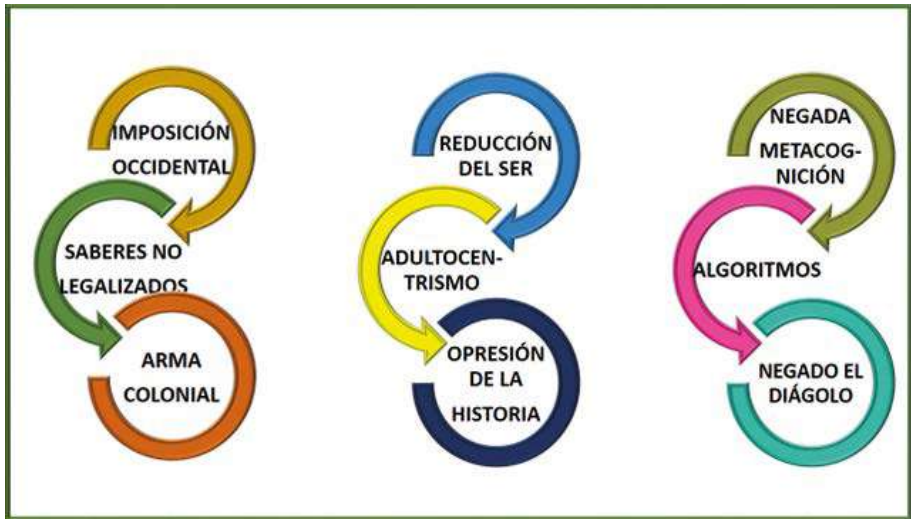 IMPOSICIÓN
OCCIDENTAL
SABERES NO
LEGALIZADOS
ARMA
COLONIAL
REDUCCIÓN
DEL SER
ADULTOCEN-
TRISMO
OPRESIÓN
DE LA
HISTORIA
NEGADA
METACOG-
NICIÓN
ALGORITMOS
NEGADO EL
DIÁGOLO